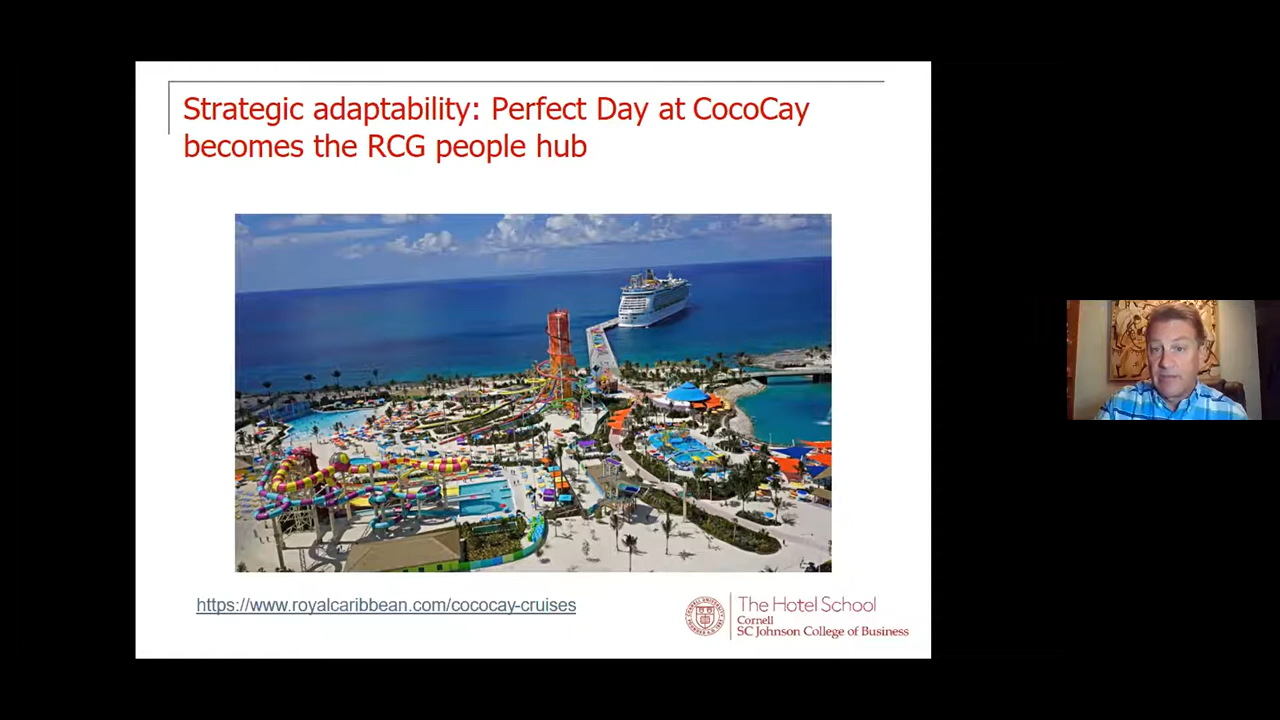 Strategic adaptability: Perfect Day at CocoCay
becomes the RCG people hub
https://www.royalcaribbean.com/cococay-cruises
The Hotel School
Cornell
SC Johnson College of Business